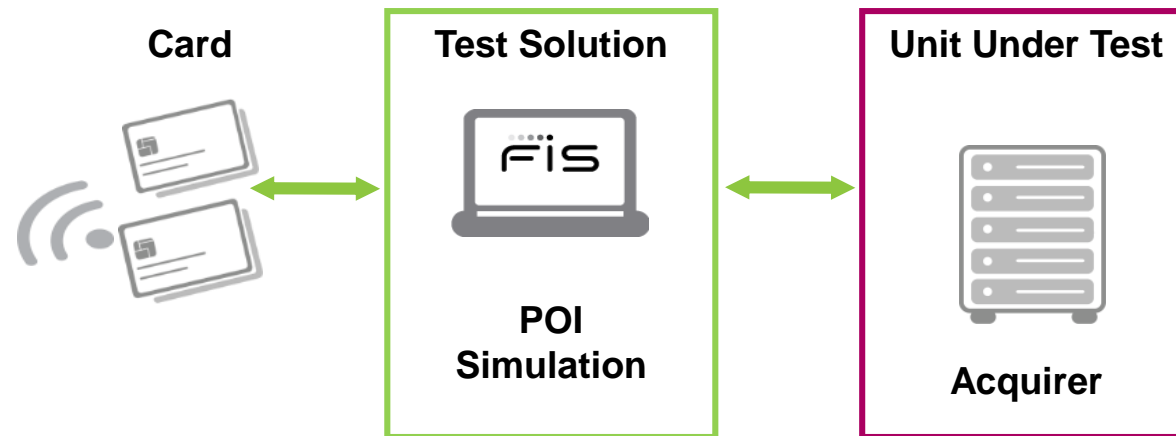 Card
Test Solution
Unit Under Test
FIS
POI
Simulation
Acquirer